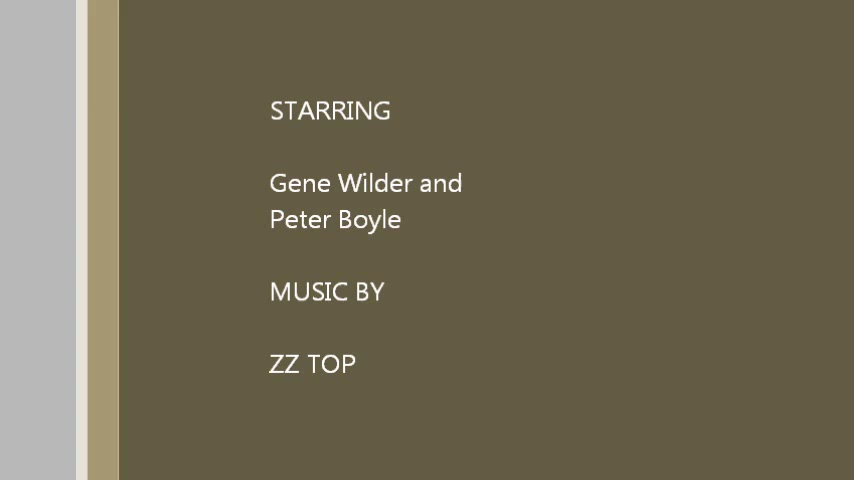 STARRING
Gene Wilder and
Peter Boyle
MUSIC BY
ZZ TOP